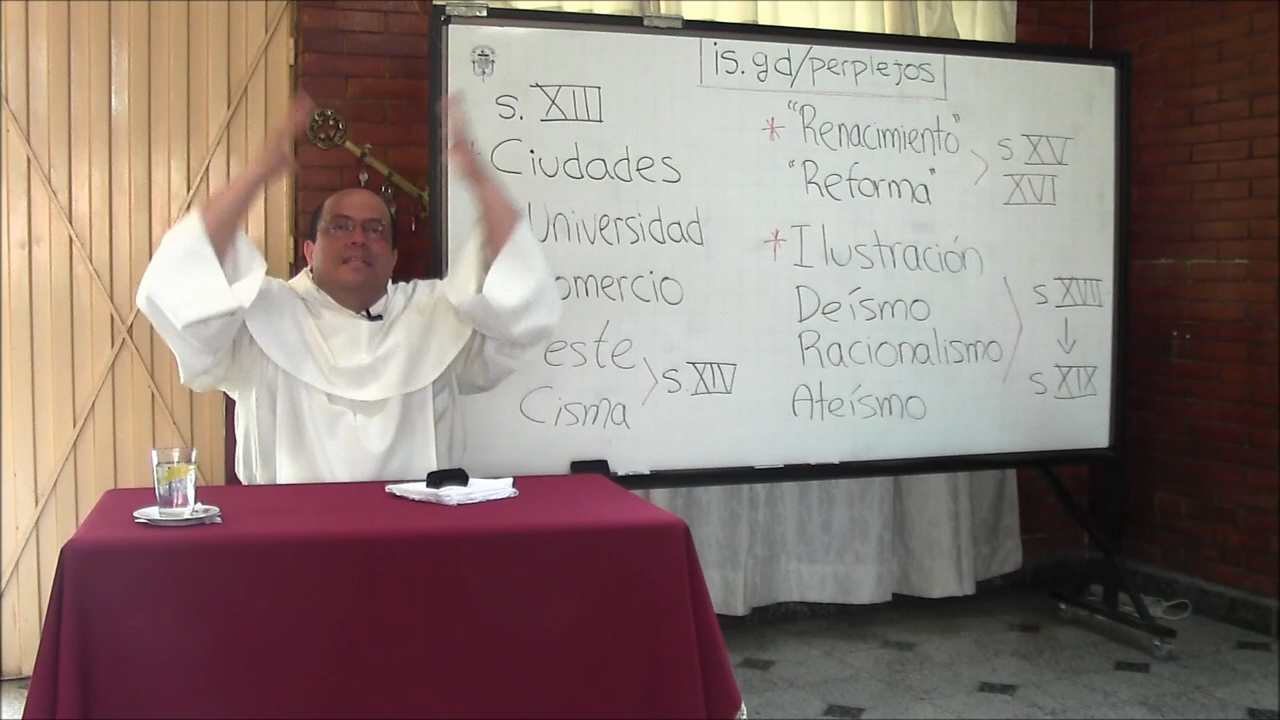 is.gd/perplejos
s. XIII
* Ciudades
Universidad
omercio
este
Cisma
s. XIV
* "Renacimiento"
"Reforma"
s XV
XVI
* Ilustración
Deísmo
Racionalismo
Ateísmo
s XVII
↓
s XIX